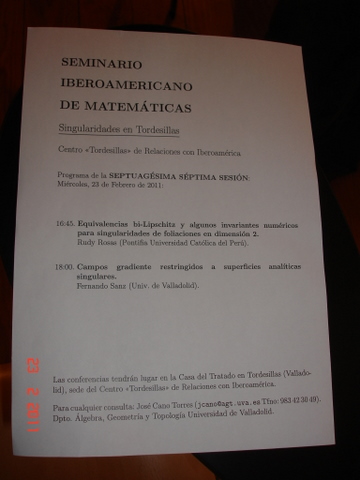 SEMINARIO
IBEROAMERICANO
DE MATEMÁTICAS
Singularidades en Tordesillas
Centro «Tordesillas» de Relaciones con Iberoamérica
Programa de la SEPTUAGÉSIMA SÉPTIMA SESIÓN:
Miércoles, 23 de Febrero de 2011:
16:45. Equivalencias bi-Lipschitz y algunos invariantes numéricos
para singularidades de foliaciones en dimensión 2.
Rudy Rosas (Pontifia Universidad Católica del Perú).
18:00. Campos gradiente restringidos a superficies analíticas
singulares.
Fernando Sanz (Univ. de Valladolid).
Las conferencias tendrán lugar en la Casa del Tratado en Tordesillas (Vallado-
lid), sede del Centro «Tordesillas» de Relaciones con Iberoamérica.
Para cualquier consulta: José Cano Torres (jcano@agt.uva.es Tfno: 983 42 30 49).
Dpto. Álgebra, Geometría y Topología Universidad de Valladolid.
23 2 2011